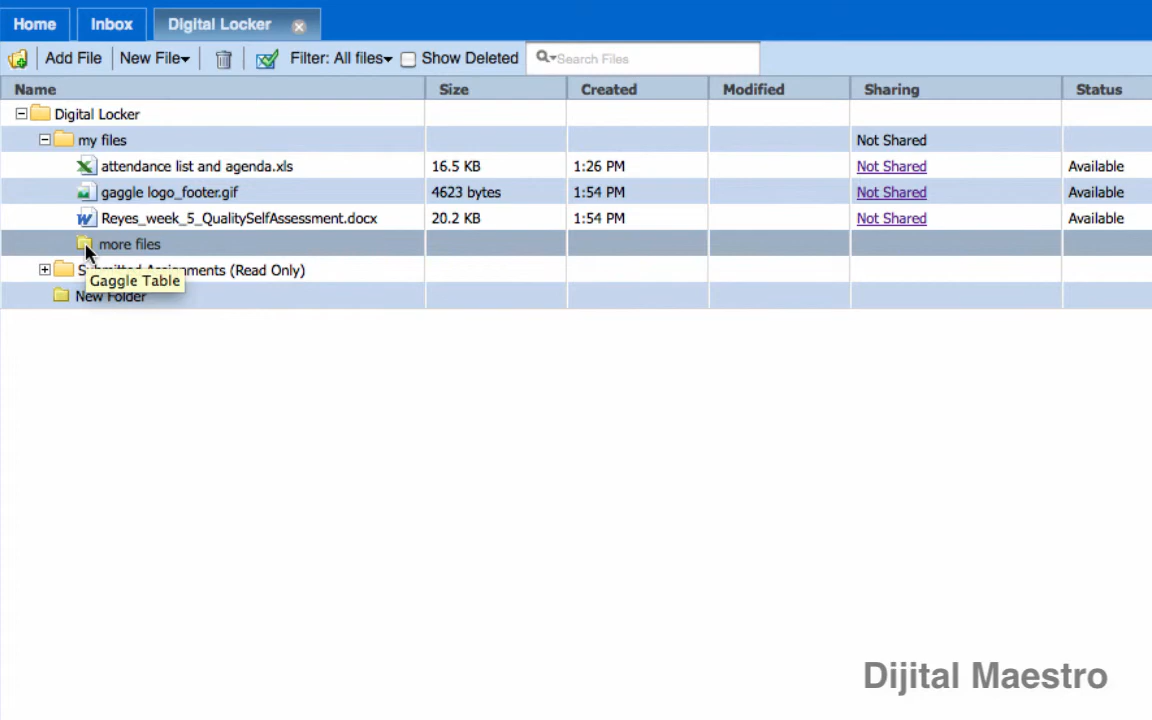 Home Inbox Digital Locker
Add File New File Filter: All files Show Deleted Search Files
Name Size Created Modified Sharing Status
Digital Locker
my files Not Shared
attendance list and agenda.xls 16.5 KB 1:26 PM Not Shared Available
gaggle logo_footer.gif 4623 bytes 1:54 PM Not Shared Available
Reyes_week_5_QualitySelfAssessment.docx 20.2 KB 1:54 PM Not Shared Available
more files
Submitted Assignments (Read Only)
Gaggle Table
New Folder
Dijital Maestro